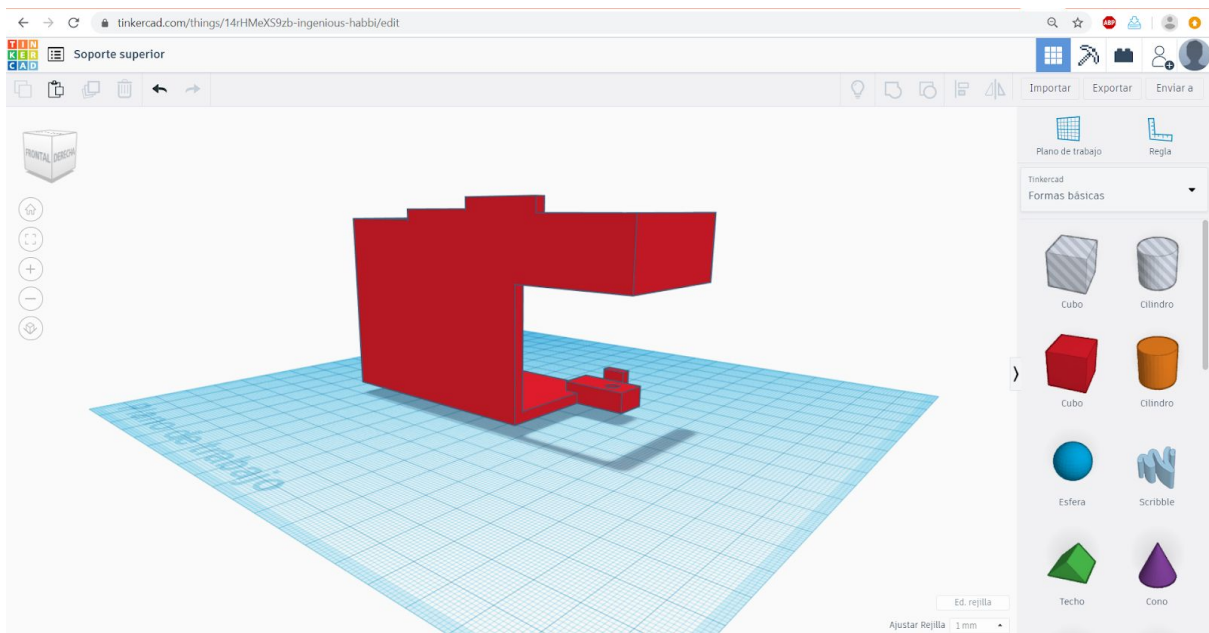 tinkercad.com/things/14rHMeXS9zb-ingenious-habbi/edit
ABP
TIN
KER
CAD
Soporte superior
Importar
Exportar
Enviar a
FRONTAL
DERECHA
Plano de trabajo
Regla
Tinkercad
Formas básicas
Cubo
Cilindro
Cubo
Cilindro
Esfera
Scribble
Techo
Cono
Plano de trabajo
Ed. rejilla
Ajustar Rejilla 1 mm